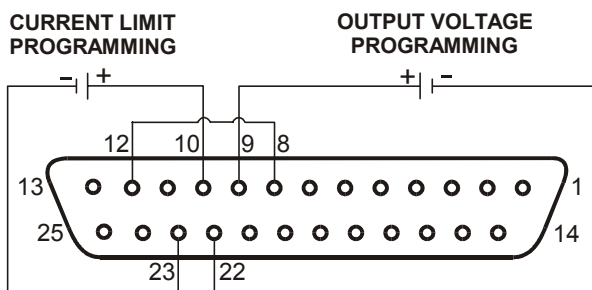 CURRENT LIMIT
PROGRAMMING
OUTPUT VOLTAGE
PROGRAMMING
– +
+ –
12 10 9 8
13 1
25 14
23 22